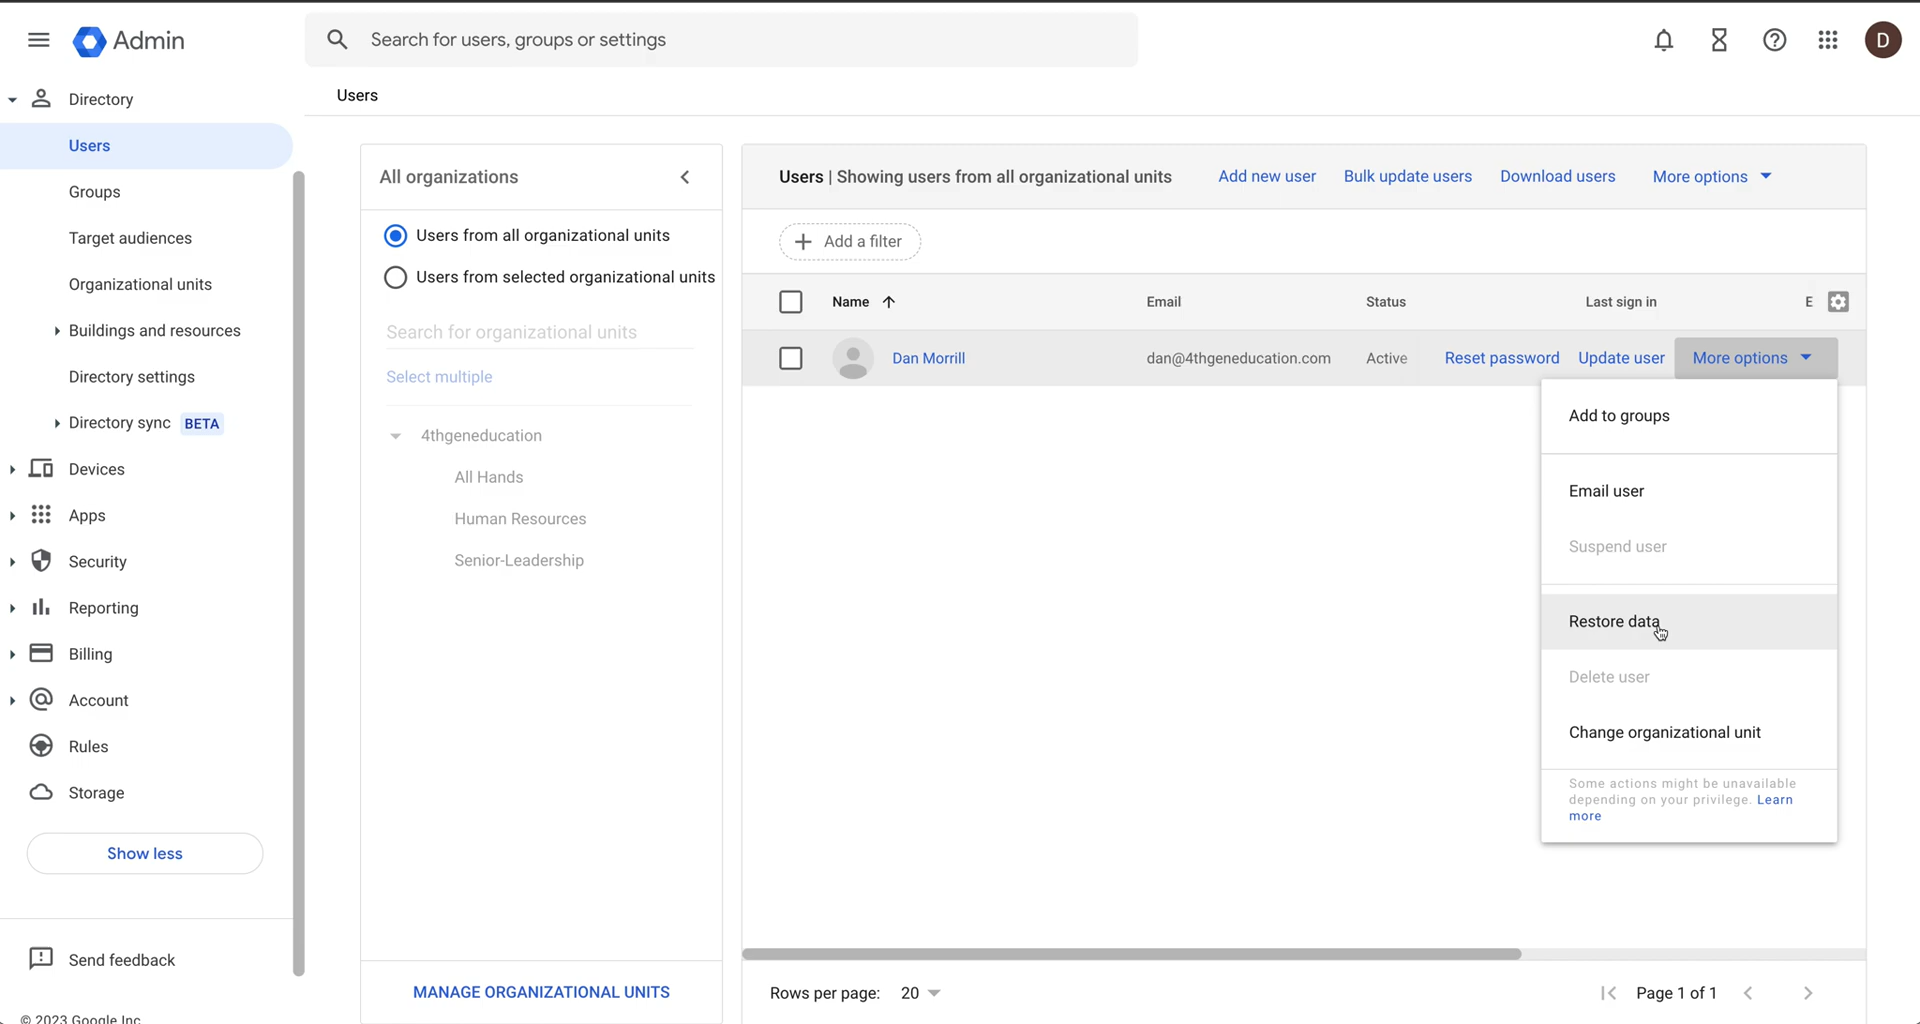 Admin
Search for users, groups or settings
D
Directory
Users
Groups
Target audiences
Organizational units
Buildings and resources
Directory settings
Directory sync BETA
Devices
Apps
Security
Reporting
Billing
Account
Rules
Storage
Show less
Send feedback
© 2023 Google Inc
Users
All organizations
Users from all organizational units
Users from selected organizational units
Search for organizational units
Select multiple
4thgeneducation
All Hands
Human Resources
Senior-Leadership
MANAGE ORGANIZATIONAL UNITS
Users | Showing users from all organizational units Add new user Bulk update users Download users More options
Add a filter
Name Email Status Last sign in E
Dan Morrill dan@4thgeneducation.com Active Reset password Update user More options
Add to groups
Email user
Suspend user
Restore data
Delete user
Change organizational unit
Some actions might be unavailable
depending on your privilege. Learn
more
Rows per page: 20 Page 1 of 1